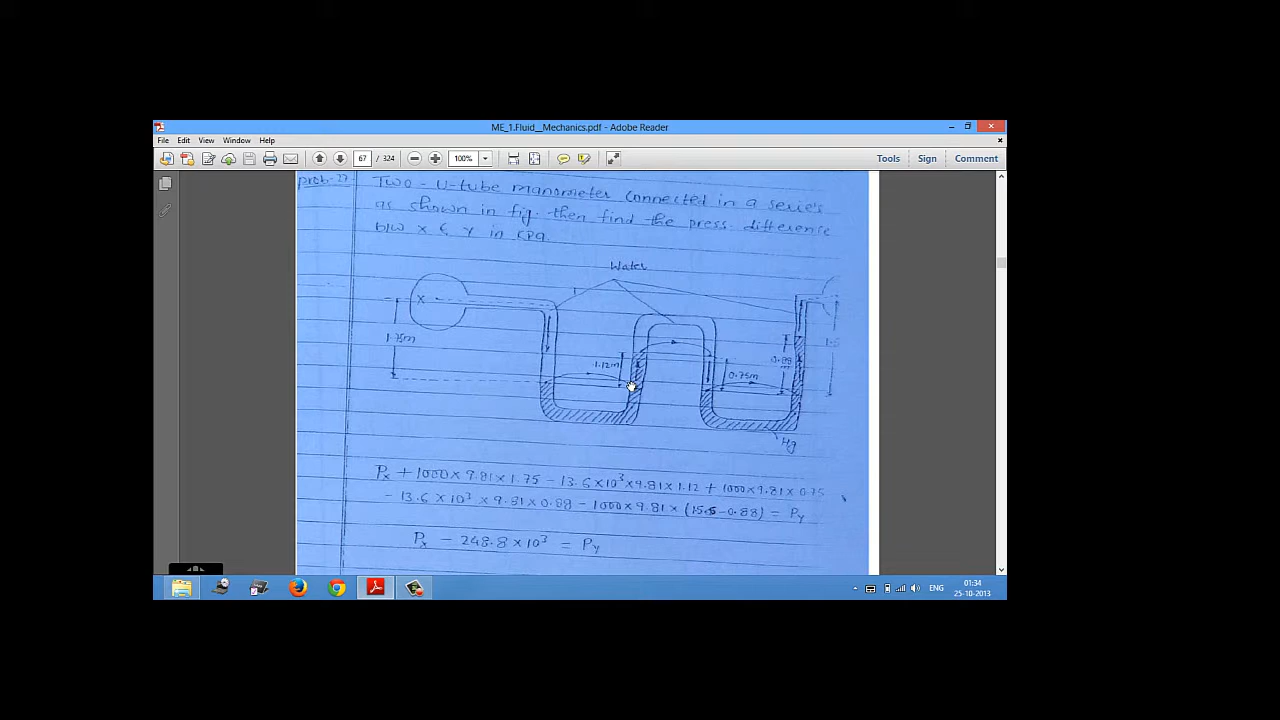 ME_1.Fluid__Mechanics.pdf - Adobe Reader
File Edit View Window Help
67 / 324 100% Tools Sign Comment
prob-27 Two - U-tube manometer connected in a series
as shown in fig. then find the press. difference
b/w x & y in kPa.
Water
X
1.75m
1.12m
0.75m
0.88
1.5
Hg
Px + 1000 × 9.81 × 1.75 - 13.6×10³×9.81×1.12 + 1000×9.81×0.75
- 13.6 × 10³ × 9.81×0.88 - 1000×9.81× (15.5-0.88) = Py
Px - 248.8×10³ = Py
ENG
01:34
25-10-2013